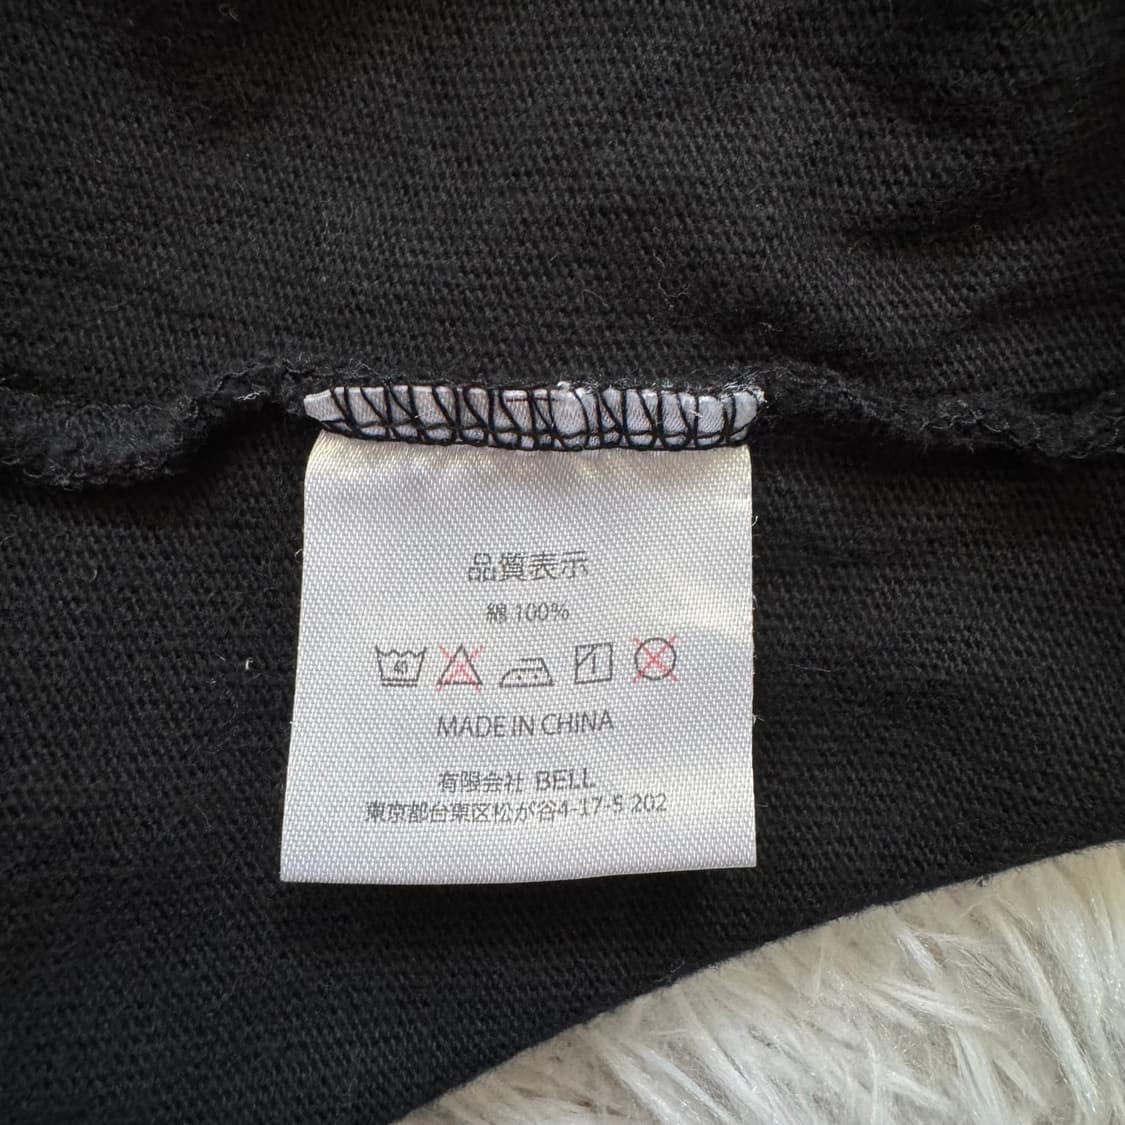 品質表示
綿 100%
40
MADE IN CHINA
有限会社 BELL
東京都台東区松が谷4-17-5 202